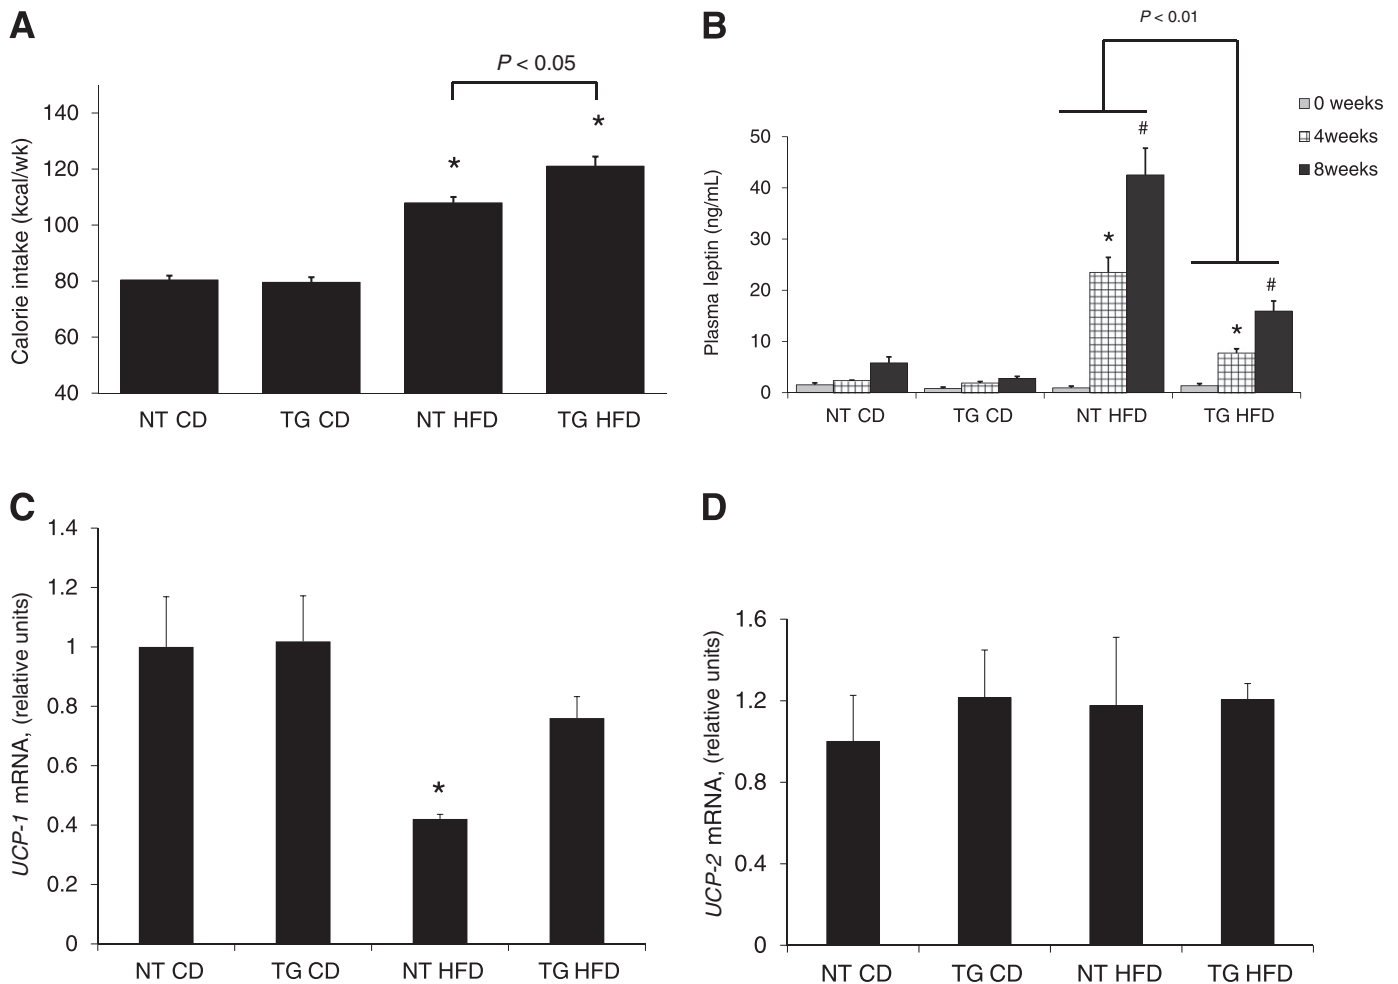 A
P < 0.05
Calorie intake (kcal/wk)
140
120
100
80
60
40
*
*
NT CD
TG CD
NT HFD
TG HFD
B
P < 0.01
0 weeks
4weeks
8weeks
Plasma leptin (ng/mL)
50
40
30
20
10
0
*
#
*
#
NT CD
TG CD
NT HFD
TG HFD
C
UCP-1 mRNA, (relative units)
1.4
1.2
1
0.8
0.6
0.4
0.2
0
*
NT CD
TG CD
NT HFD
TG HFD
D
UCP-2 mRNA, (relative units)
1.6
1.2
0.8
0.4
0
NT CD
TG CD
NT HFD
TG HFD